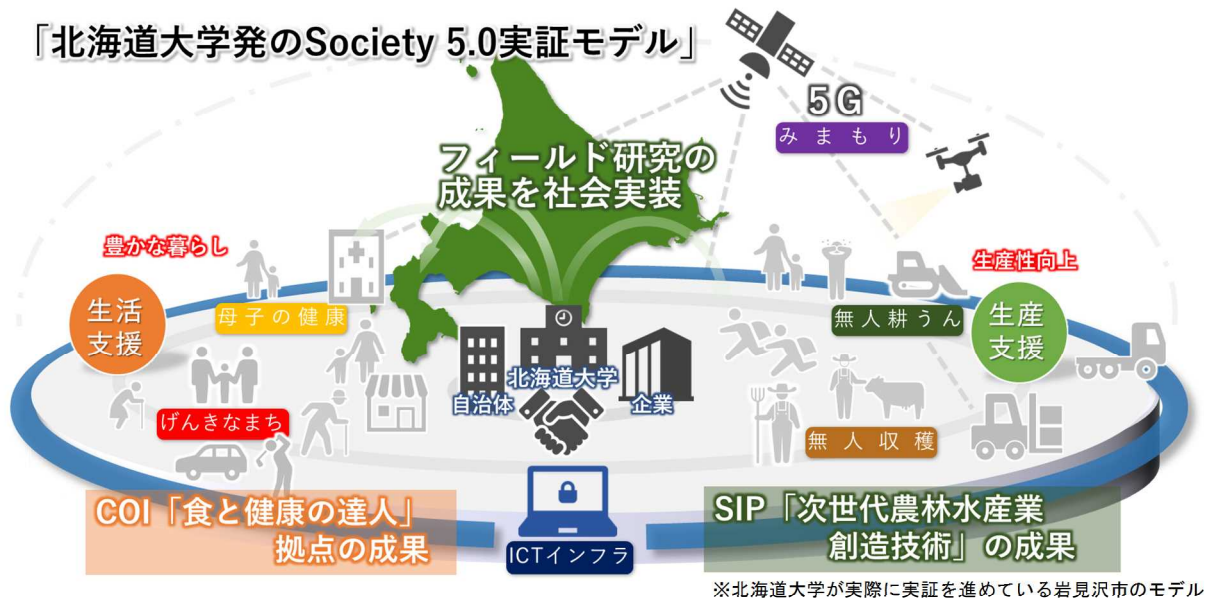 「北海道大学発のSociety 5.0実証モデル」
5G
みまもり
フィールド研究の
成果を社会実装
豊かな暮らし
生産性向上
生活
支援
母子の健康
無人耕うん
生産
支援
北海道大学
自治体
企業
げんきなまち
無人収穫
COI「食と健康の達人」
拠点の成果
ICTインフラ
SIP「次世代農林水産業
創造技術」の成果
※北海道大学が実際に実証を進めている岩見沢市のモデル